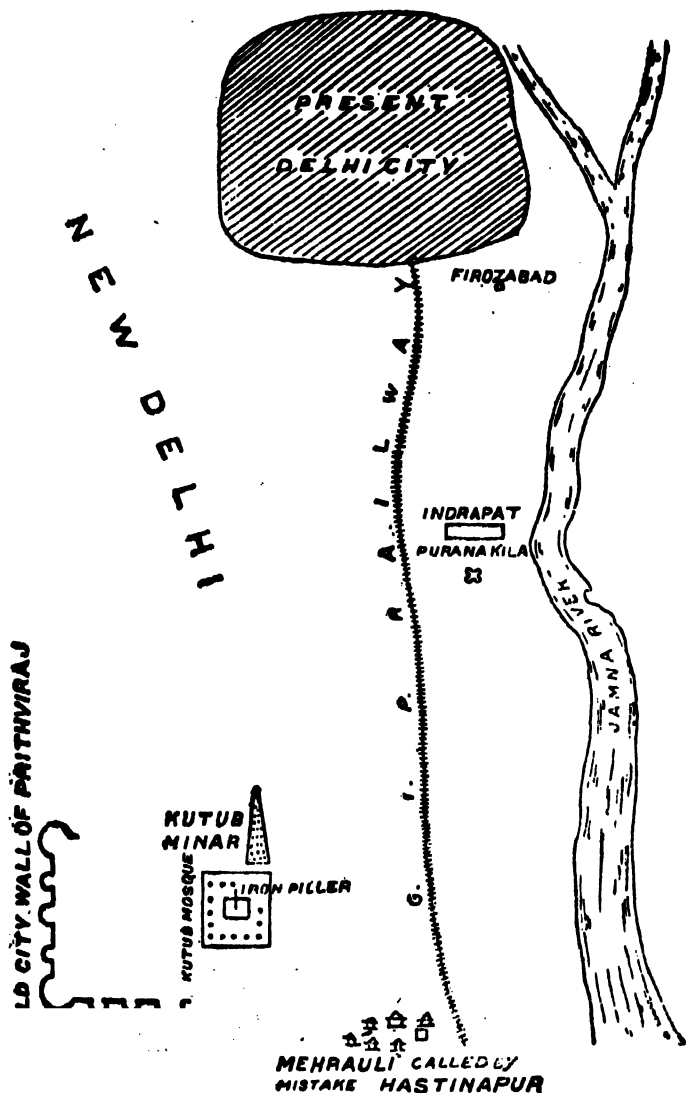 PRESENT
DELHI CITY
NEW DELHI
FIROZABAD
G. I. P. RAILWAY
INDRAPAT
PURANA KILA
JAMNA RIVER
LD CITY WALL OF PRITHVIRAJ
KUTUB
MINAR
KUTUB MOSQUE
IRON PILLER
MEHRAULI CALLED BY
MISTAKE HASTINAPUR